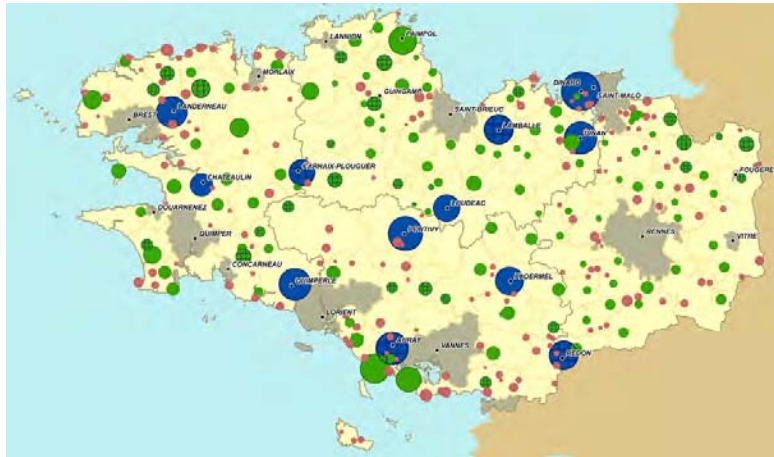 PAIMPOL
LANNION
MORLAIX
DINARD
SAINT-MALO
GUINGAMP
LANDERNEAU
BREST
SAINT-BRIEUC
LAMBALLE
DINAN
CARHAIX-PLOUGUER
FOUGERE
CHATEAULIN
LOUDEAC
DOUARNENEZ
PONTIVY
RENNES
QUIMPER
VITRE
CONCARNEAU
QUIMPERLE
PLOERMEL
LORIENT
AURAY
VANNES
REDON